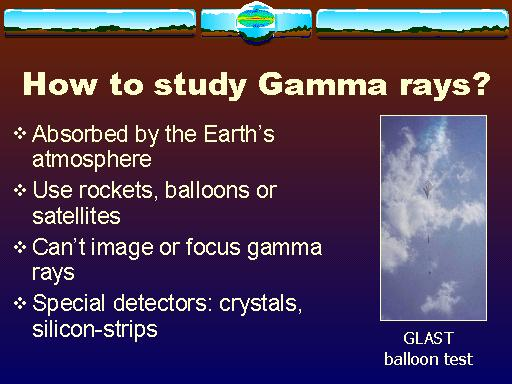 How to study Gamma rays?
Absorbed by the Earth's
atmosphere
Use rockets, balloons or
satellites
Can't image or focus gamma
rays
Special detectors: crystals,
silicon-strips
GLAST
balloon test